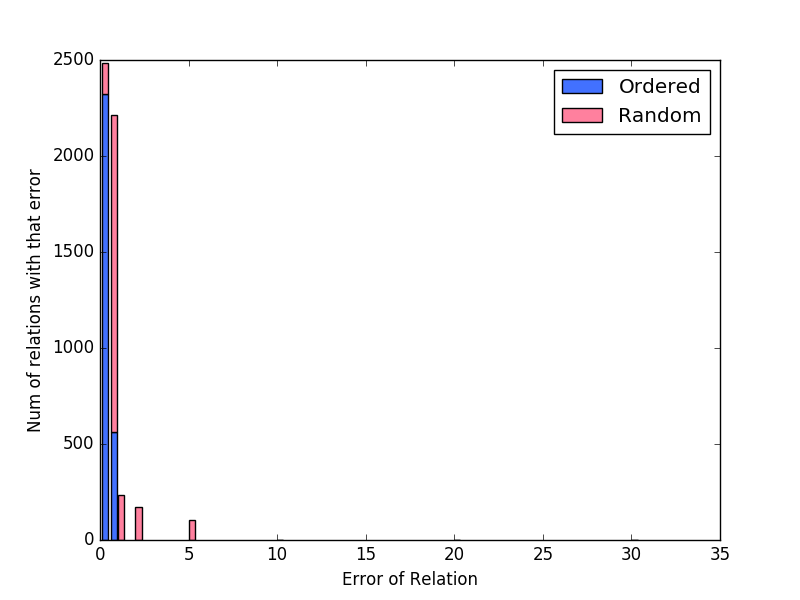 2500
2000
1500
1000
500
0
0 5 10 15 20 25 30 35
Num of relations with that error
Error of Relation
Ordered
Random